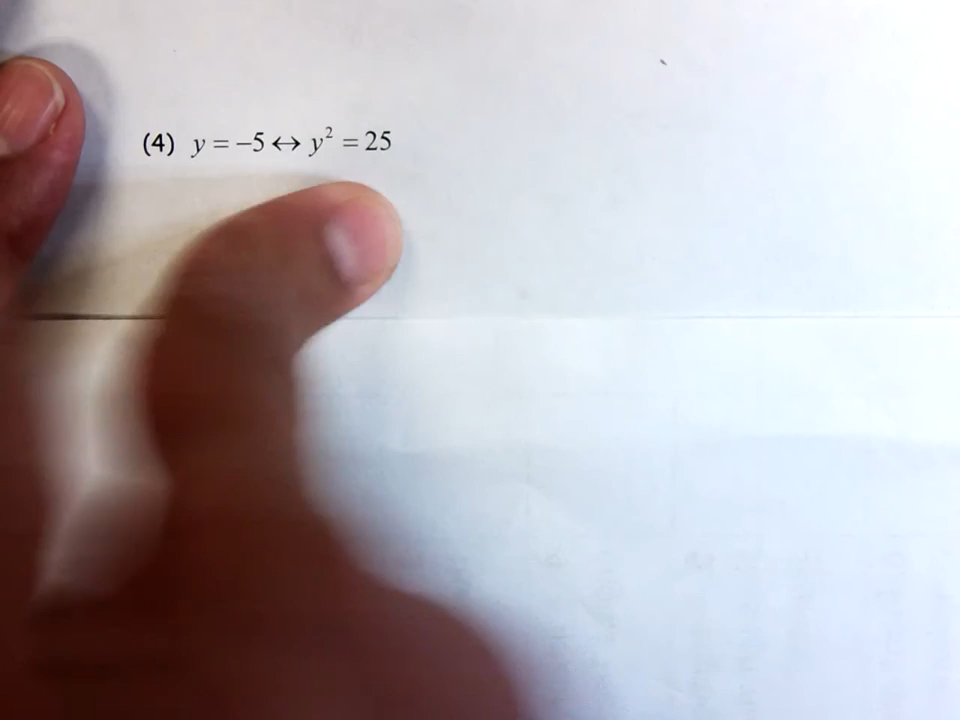 (4) y = −5 ↔ y² = 25